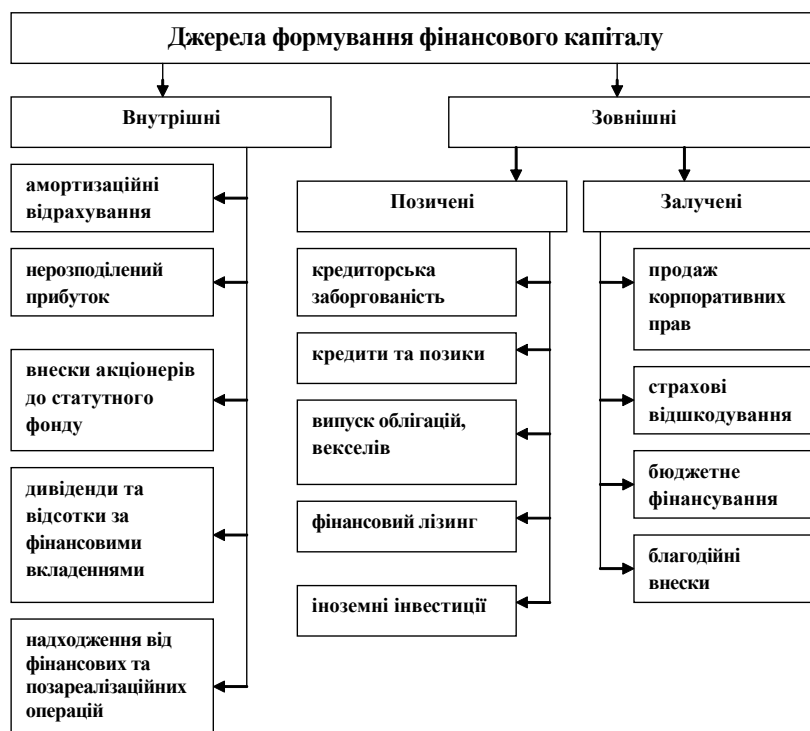 Джерела формування фінансового капіталу
Внутрішні
Зовнішні
амортизаційні
відрахування
нерозподілений
прибуток
внески акціонерів
до статутного
фонду
дивіденди та
відсотки за
фінансовими
вкладеннями
надходження від
фінансових та
позареалізаційних
операцій
Позичені
кредиторська
заборгованість
кредити та позики
випуск облігацій,
векселів
фінансовий лізинг
іноземні інвестиції
Залучені
продаж
корпоративних
прав
страхові
відшкодування
бюджетне
фінансування
благодійні
внески